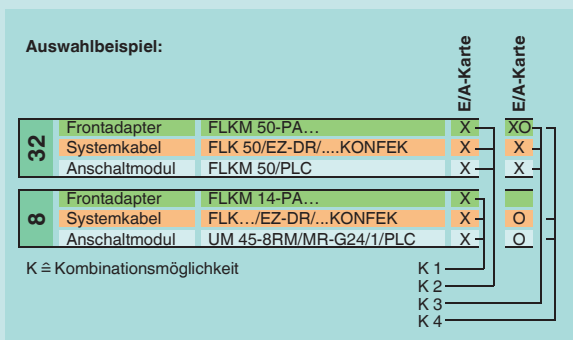 Auswahlbeispiel:
E/A-Karte
E/A-Karte
32
Frontadapter FLKM 50-PA… X XO
Systemkabel FLK 50/EZ-DR/....KONFEK X X
Anschaltmodul FLKM 50/PLC X X
8
Frontadapter FLKM 14-PA… X
Systemkabel FLK…/EZ-DR/...KONFEK X O
Anschaltmodul UM 45-8RM/MR-G24/1/PLC X O
K ≙ Kombinationsmöglichkeit
K 1
K 2
K 3
K 4